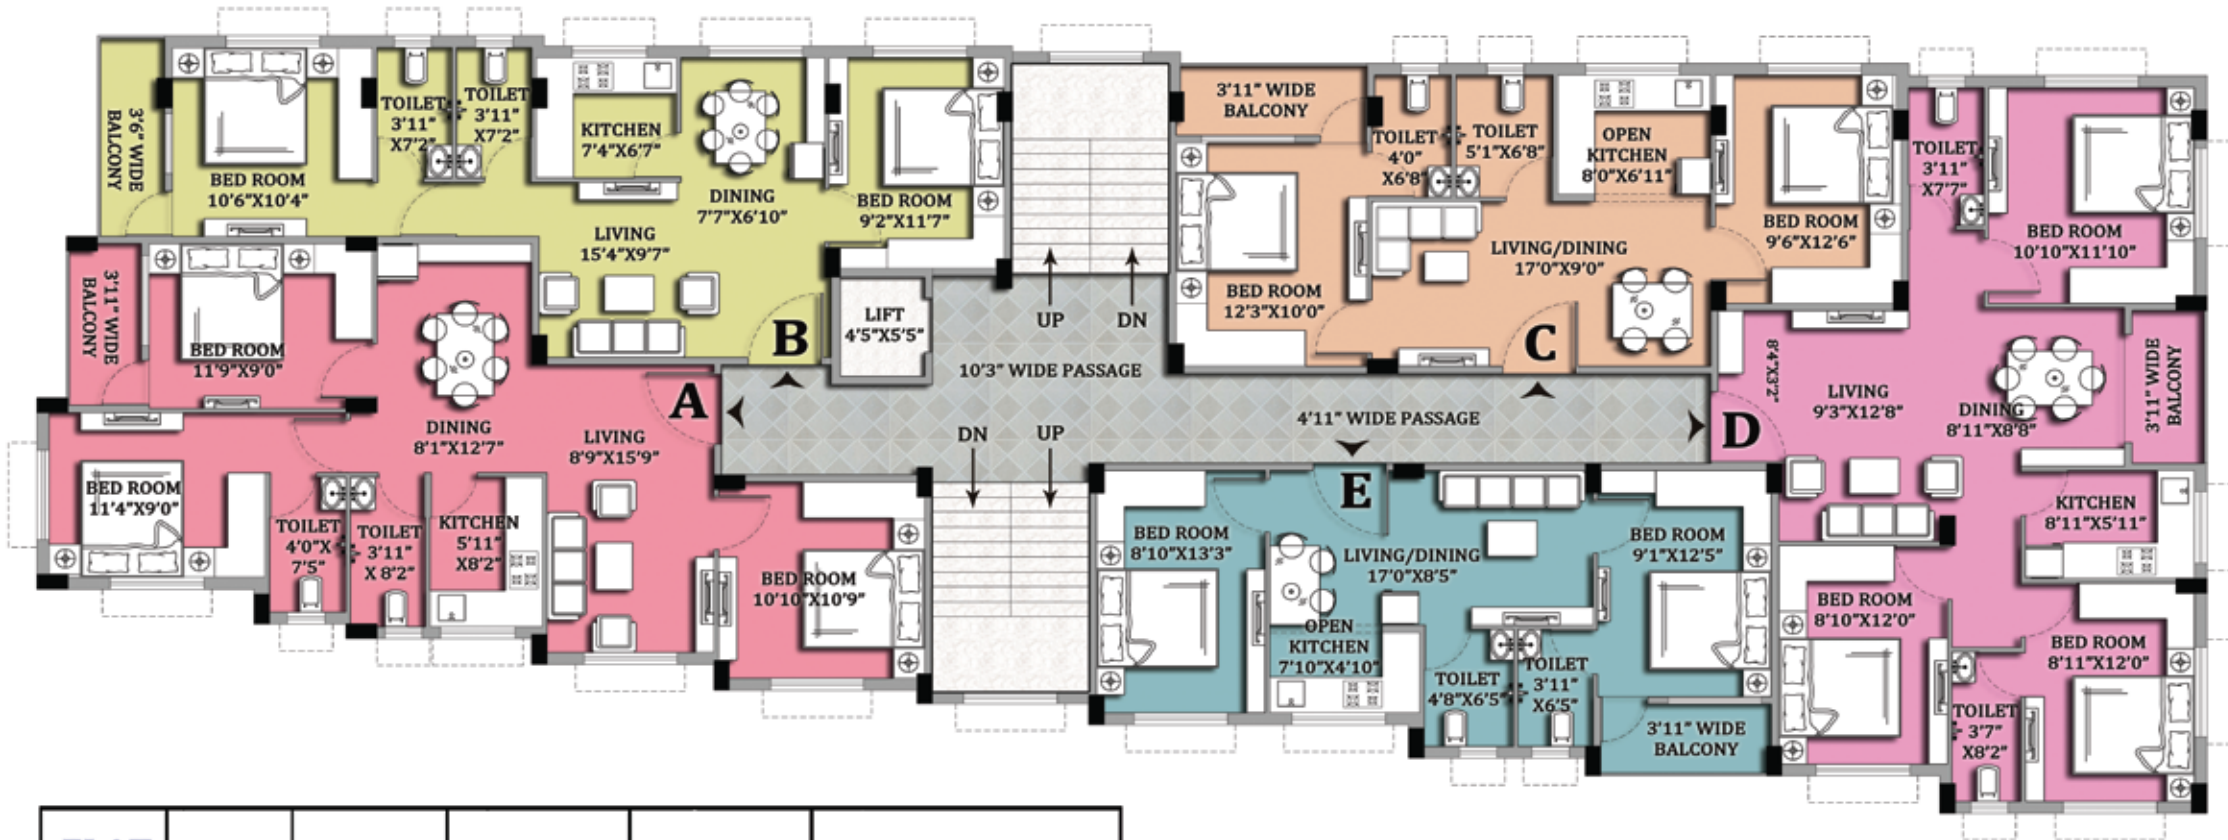 3'6" WIDE
BALCONY
BED ROOM
10'6"X10'4"
TOILET
3'11"
X7'2"
TOILET
3'11"
X7'2"
KITCHEN
7'4"X6'7"
DINING
7'7"X6'10"
BED ROOM
9'2"X11'7"
LIVING
15'4"X9'7"
B
LIFT
4'5"X5'5"
UP
DN
10'3" WIDE PASSAGE
4'11" WIDE PASSAGE
DN
UP
3'11" WIDE
BALCONY
BED ROOM
11'9"X9'0"
DINING
8'1"X12'7"
LIVING
8'9"X15'9"
A
BED ROOM
11'4"X9'0"
TOILET
4'0"X
7'5"
TOILET
3'11"
X 8'2"
KITCHEN
5'11"
X8'2"
BED ROOM
10'10"X10'9"
3'11" WIDE
BALCONY
TOILET
4'0"
X6'8"
TOILET
5'1"X6'8"
OPEN
KITCHEN
8'0"X6'11"
BED ROOM
9'6"X12'6"
LIVING/DINING
17'0"X9'0"
BED ROOM
12'3"X10'0"
C
TOILET
3'11"
X7'7"
BED ROOM
10'10"X11'10"
8'4"X3'2"
LIVING
9'3"X12'8"
DINING
8'11"X8'8"
3'11" WIDE
BALCONY
D
KITCHEN
8'11"X5'11"
BED ROOM
8'10"X12'0"
BED ROOM
8'11"X12'0"
TOILET
3'7"
X8'2"
E
BED ROOM
8'10"X13'3"
LIVING/DINING
17'0"X8'5"
BED ROOM
9'1"X12'5"
OPEN
KITCHEN
7'10"X4'10"
TOILET
4'8"X6'5"
TOILET
3'11"
X6'5"
3'11" WIDE
BALCONY